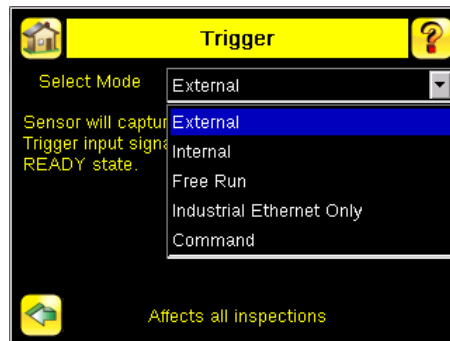 Trigger
?
Select Mode
External
Sensor will captur
Trigger input signa
READY state.
External
Internal
Free Run
Industrial Ethernet Only
Command
Affects all inspections